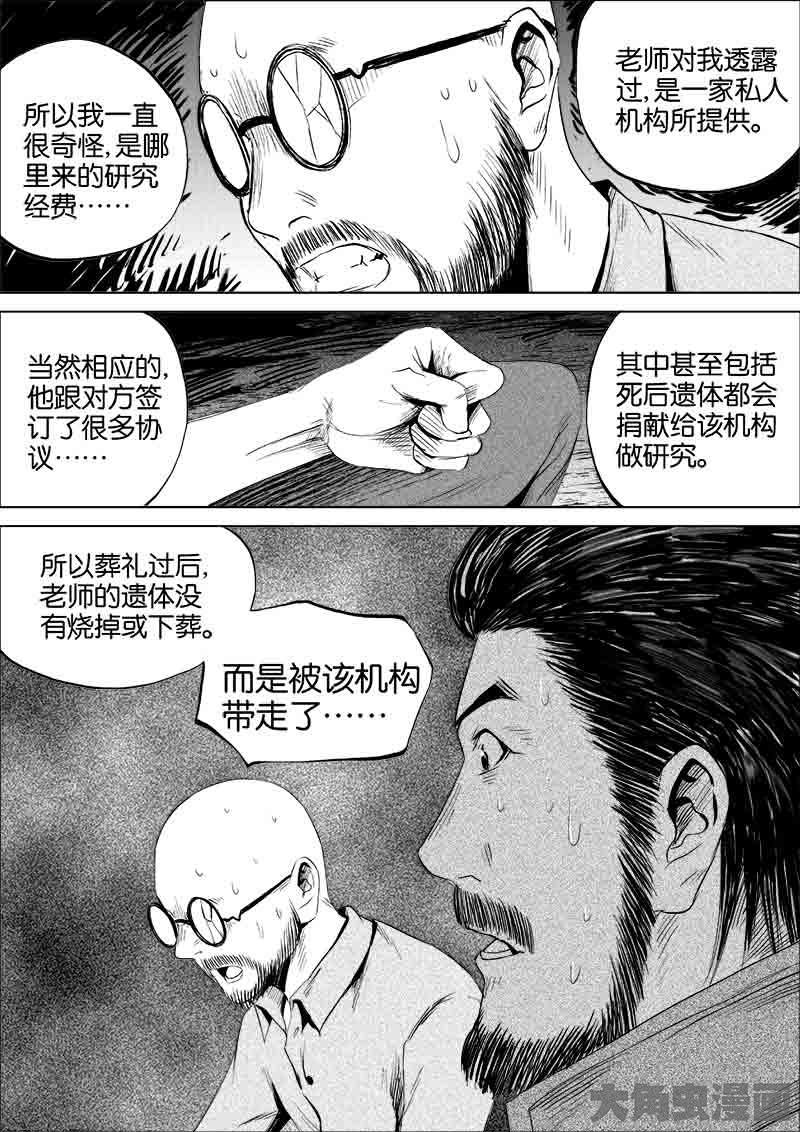 所以我一直
很奇怪，是哪
里来的研究
经费……
老师对我透露
过，是一家私人
机构所提供。
当然相应的，
他跟对方签
订了很多协
议……
其中甚至包括
死后遗体都会
捐献给该机构
做研究。
所以葬礼过后，
老师的遗体没
有烧掉或下葬。
而是被该机构
带走了……
大角虫漫画